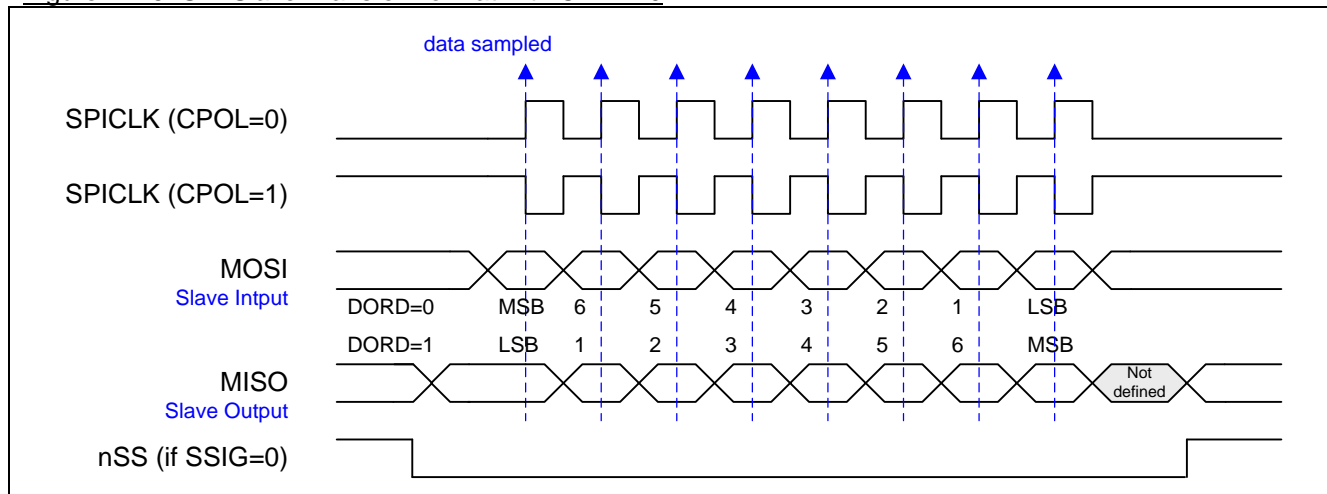 data sampled
SPICLK (CPOL=0)
SPICLK (CPOL=1)
MOSI
Slave Intput
DORD=0 MSB 6 5 4 3 2 1 LSB
DORD=1 LSB 1 2 3 4 5 6 MSB
MISO
Slave Output
Not
defined
nSS (if SSIG=0)